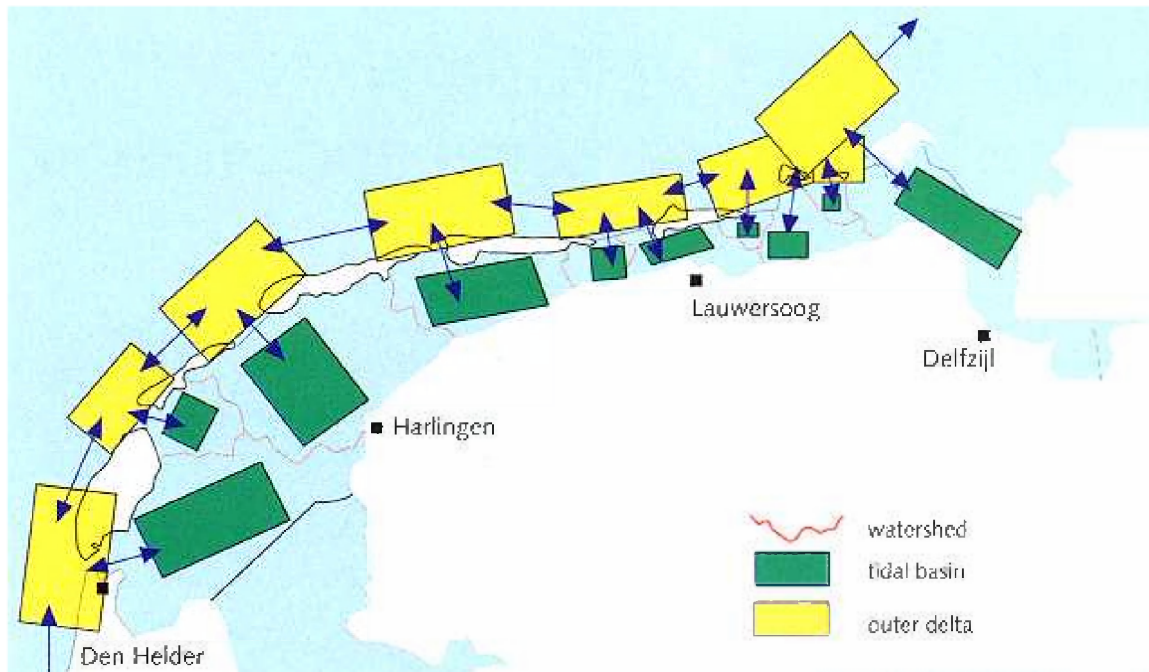 Lauwersoog
Delfzijl
Harlingen
watershed
tidal basin
outer delta
Den Helder